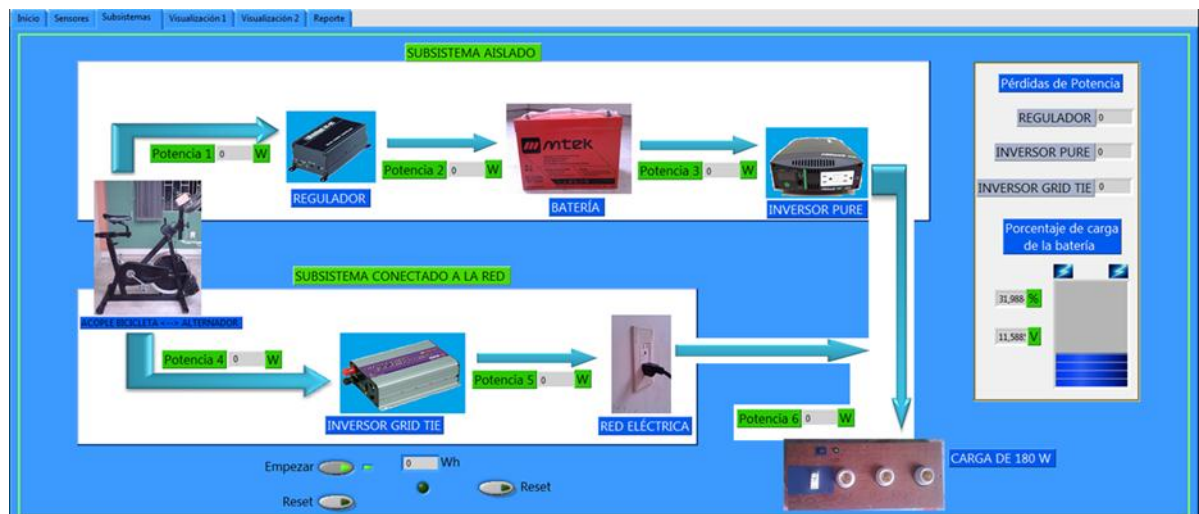 Inicio
Sensores
Subsistemas
Visualización 1
Visualización 2
Reporte
SUBSISTEMA AISLADO
Potencia 1 0 W
REGULADOR
Potencia 2 0 W
mtek
BATERÍA
Potencia 3 0 W
INVERSOR PURE
ACOPLE BICICLETA <--> ALTERNADOR
SUBSISTEMA CONECTADO A LA RED
Potencia 4 0 W
INVERSOR GRID TIE
Potencia 5 0 W
RED ELÉCTRICA
Potencia 6 0 W
CARGA DE 180 W
Empezar
0 Wh
Reset
Reset
Pérdidas de Potencia
REGULADOR 0
INVERSOR PURE 0
INVERSOR GRID TIE 0
Porcentaje de carga
de la batería
31,988 %
11,588 V